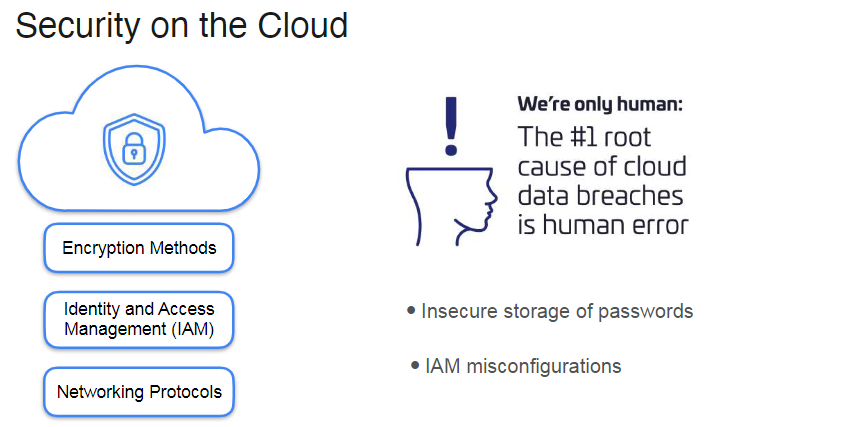 Security on the Cloud
Encryption Methods
Identity and Access
Management (IAM)
Networking Protocols
We're only human:
The #1 root
cause of cloud
data breaches
is human error
• Insecure storage of passwords
• IAM misconfigurations